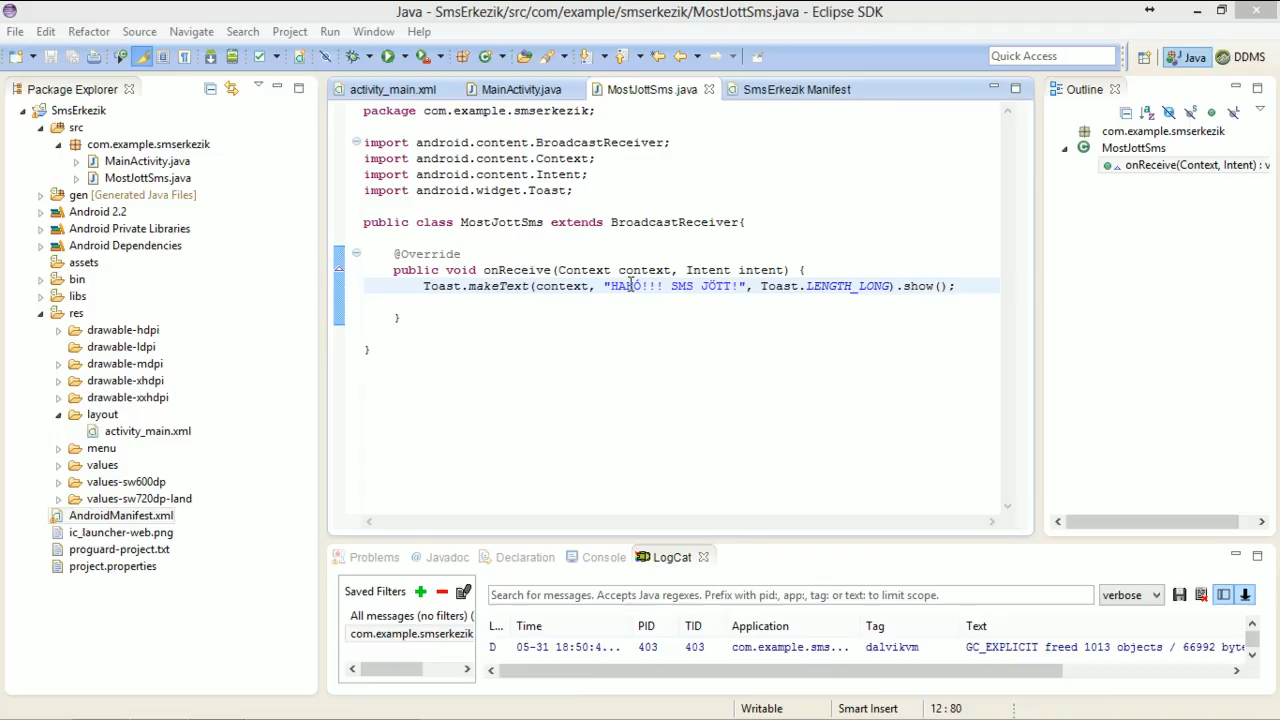 Java - SmsErkezik/src/com/example/smserkezik/MostJottSms.java - Eclipse SDK
File Edit Refactor Source Navigate Search Project Run Window Help
Quick Access
Java
DDMS
Package Explorer
SmsErkezik
src
com.example.smserkezik
MainActivity.java
MostJottSms.java
gen [Generated Java Files]
Android 2.2
Android Private Libraries
Android Dependencies
assets
bin
libs
res
drawable-hdpi
drawable-ldpi
drawable-mdpi
drawable-xhdpi
drawable-xxhdpi
layout
activity_main.xml
menu
values
values-sw600dp
values-sw720dp-land
AndroidManifest.xml
ic_launcher-web.png
proguard-project.txt
project.properties
activity_main.xml MainActivity.java MostJottSms.java SmsErkezik Manifest
package com.example.smserkezik;
import android.content.BroadcastReceiver;
import android.content.Context;
import android.content.Intent;
import android.widget.Toast;
public class MostJottSms extends BroadcastReceiver{
@Override
public void onReceive(Context context, Intent intent) {
Toast.makeText(context, "HAHÓ!!! SMS JÖTT!", Toast.LENGTH_LONG).show();
}
}
Outline
com.example.smserkezik
MostJottSms
onReceive(Context, Intent) : v
Problems @ Javadoc Declaration Console LogCat
Saved Filters
All messages (no filters) (
com.example.smserkezik
Search for messages. Accepts Java regexes. Prefix with pid:, app:, tag: or text: to limit scope.
verbose
L... Time PID TID Application Tag Text
D 05-31 18:50:4... 403 403 com.example.sms... dalvikvm GC_EXPLICIT freed 1013 objects / 66992 byte
Writable Smart Insert 12 : 80